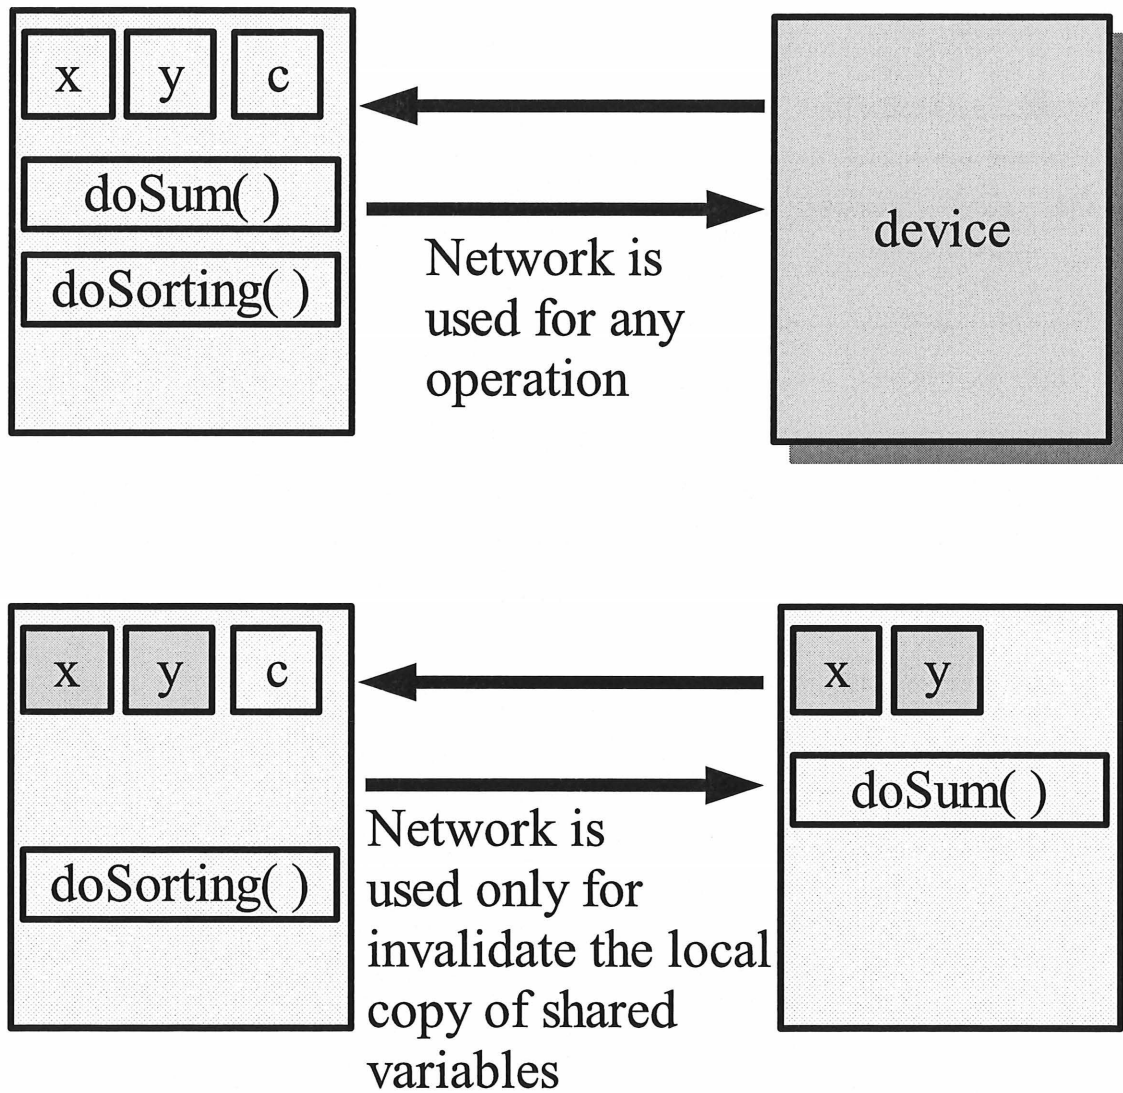 x y c
doSum( )
doSorting( )
Network is
used for any
operation
device
x y c
doSorting( )
Network is
used only for
invalidate the local
copy of shared
variables
x y
doSum( )